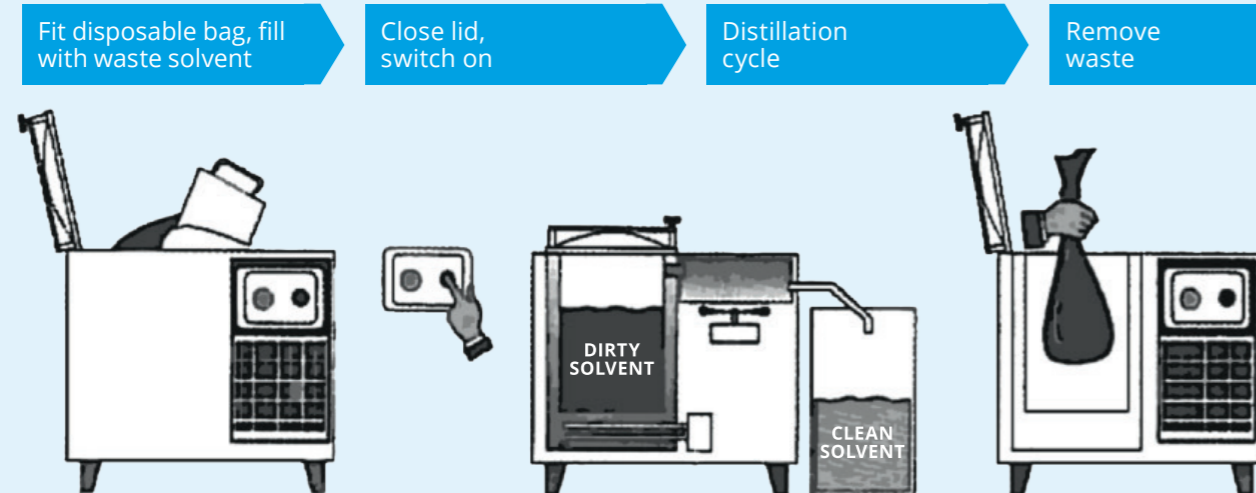 Fit disposable bag, fill
with waste solvent
Close lid,
switch on
Distillation
cycle
Remove
waste
DIRTY
SOLVENT
CLEAN
SOLVENT